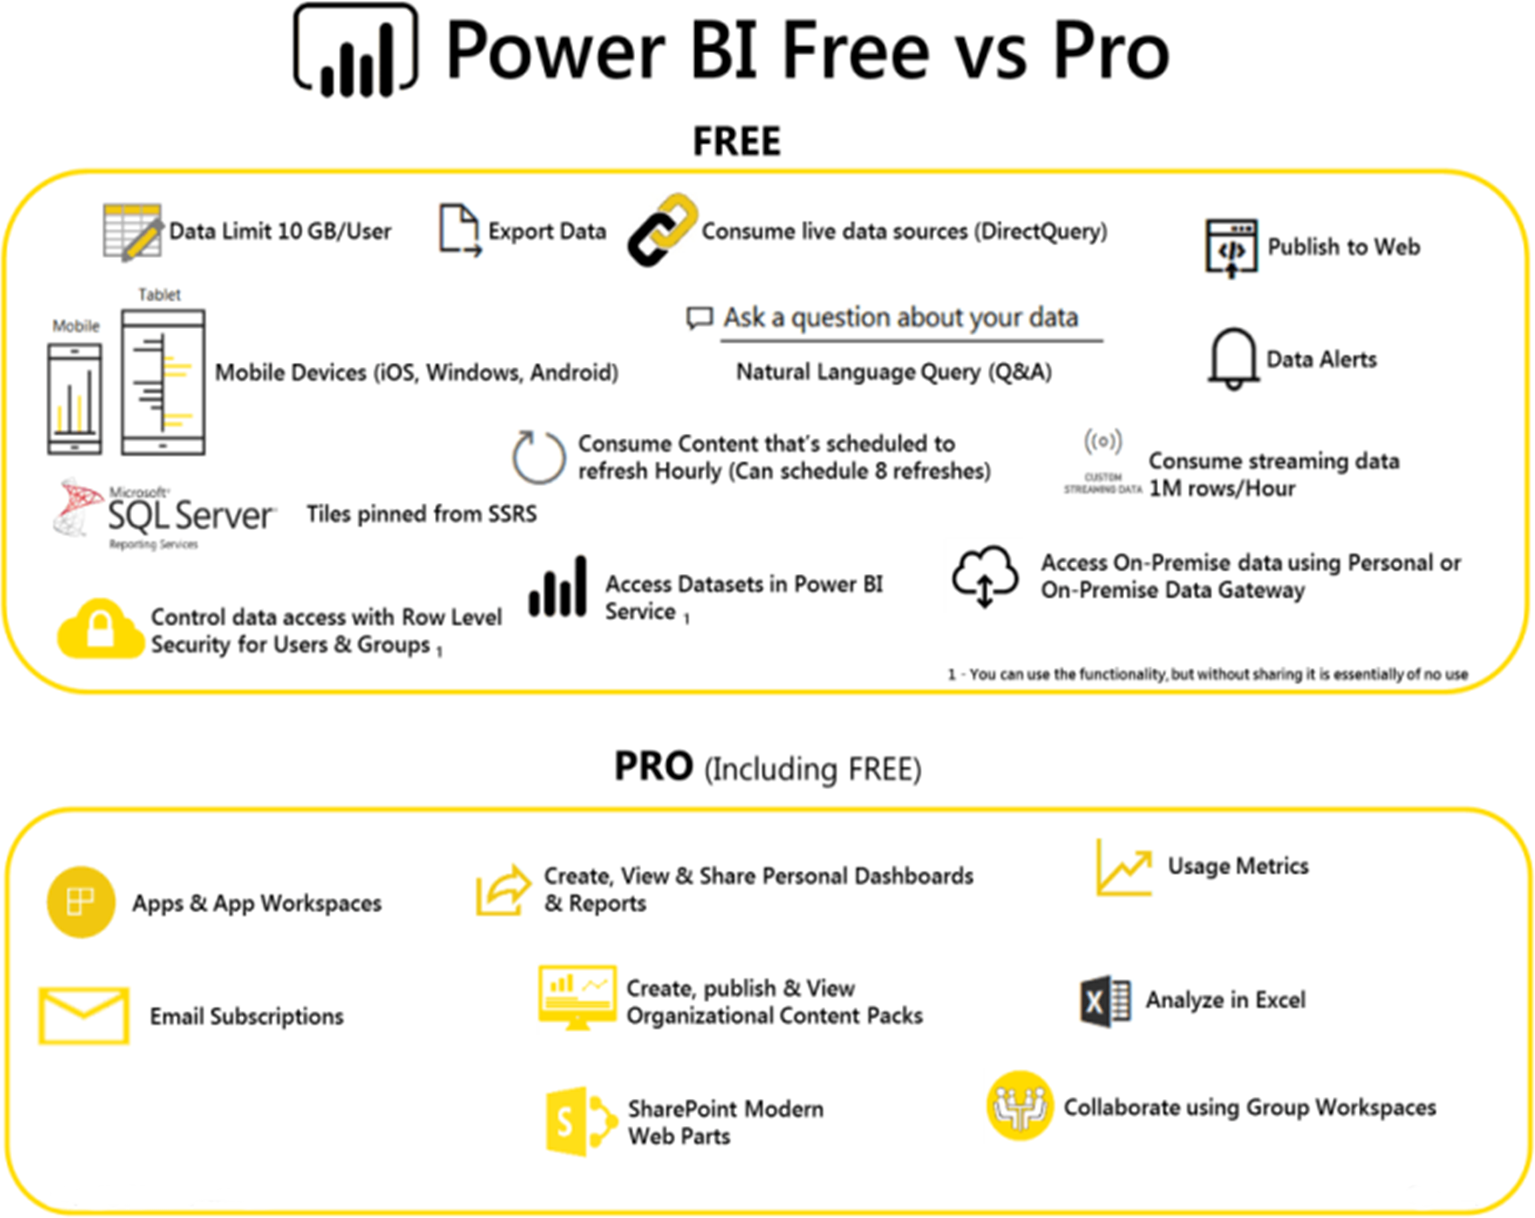 Power BI Free vs Pro
FREE
Data Limit 10 GB/User
Export Data
Consume live data sources (DirectQuery)
Publish to Web
Tablet
Mobile
Mobile Devices (iOS, Windows, Android)
Ask a question about your data
Natural Language Query (Q&A)
Data Alerts
Consume Content that's scheduled to
refresh Hourly (Can schedule 8 refreshes)
CUSTOM
STREAMING DATA
Consume streaming data
1M rows/Hour
Microsoft
SQL Server
Reporting Services
Tiles pinned from SSRS
Access Datasets in Power BI
Service 1
Access On-Premise data using Personal or
On-Premise Data Gateway
Control data access with Row Level
Security for Users & Groups 1
1 - You can use the functionality, but without sharing it is essentially of no use
PRO (Including FREE)
Apps & App Workspaces
Create, View & Share Personal Dashboards
& Reports
Usage Metrics
Email Subscriptions
Create, publish & View
Organizational Content Packs
X
Analyze in Excel
S
SharePoint Modern
Web Parts
Collaborate using Group Workspaces